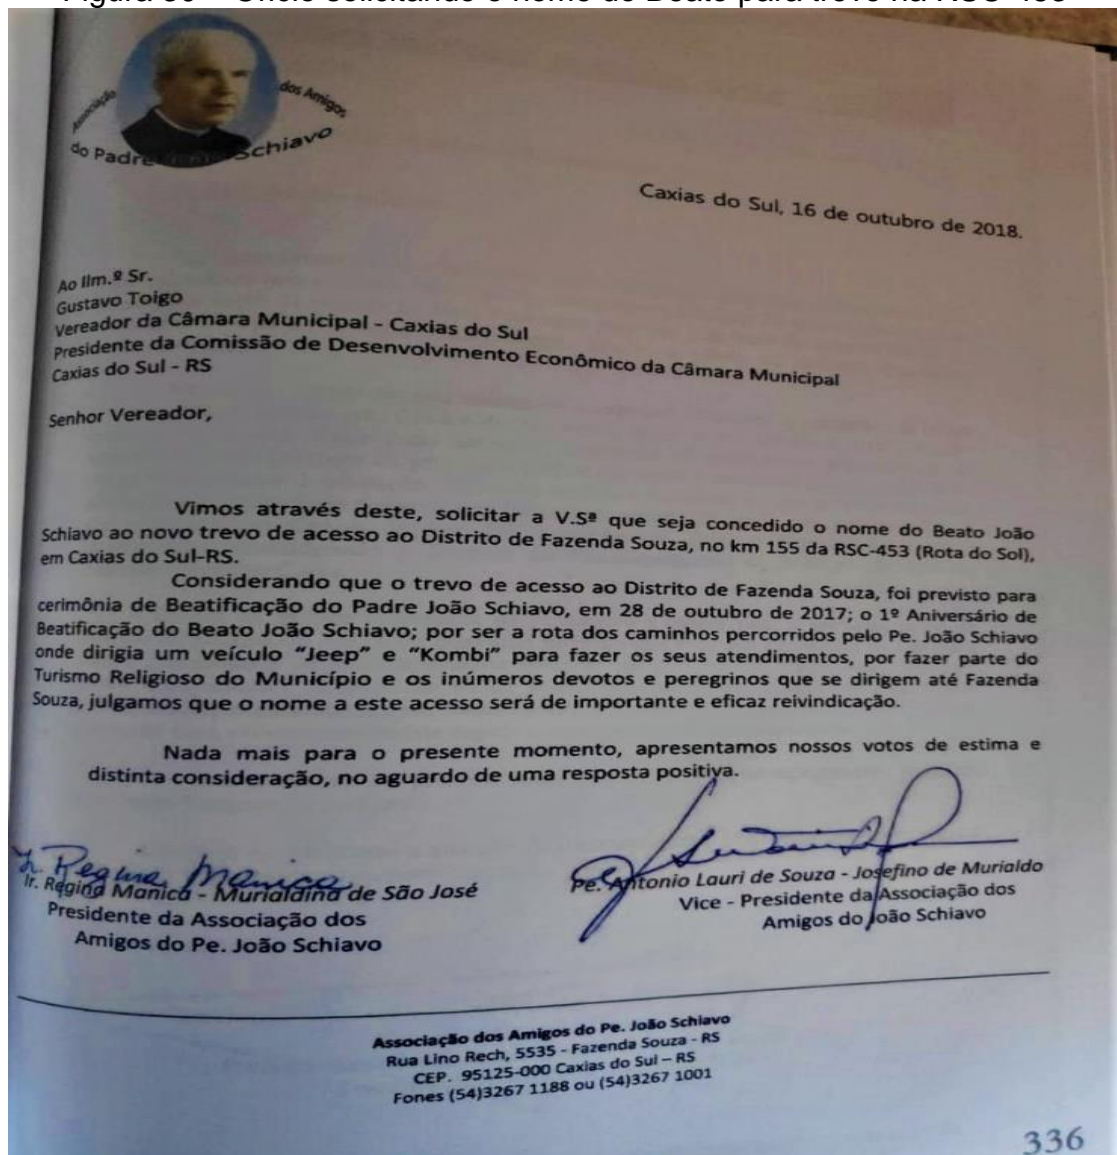 Associação dos Amigos
do Padre Schiavo
Caxias do Sul, 16 de outubro de 2018.
Ao Ilm.º Sr.
Gustavo Toigo
Vereador da Câmara Municipal - Caxias do Sul
Presidente da Comissão de Desenvolvimento Econômico da Câmara Municipal
Caxias do Sul - RS
Senhor Vereador,
Vimos através deste, solicitar a V.Sª que seja concedido o nome do Beato João
Schiavo ao novo trevo de acesso ao Distrito de Fazenda Souza, no km 155 da RSC-453 (Rota do Sol),
em Caxias do Sul-RS.
Considerando que o trevo de acesso ao Distrito de Fazenda Souza, foi previsto para
cerimônia de Beatificação do Padre João Schiavo, em 28 de outubro de 2017; o 1º Aniversário de
Beatificação do Beato João Schiavo; por ser a rota dos caminhos percorridos pelo Pe. João Schiavo
onde dirigia um veículo “Jeep” e “Kombi” para fazer os seus atendimentos, por fazer parte do
Turismo Religioso do Município e os inúmeros devotos e peregrinos que se dirigem até Fazenda
Souza, julgamos que o nome a este acesso será de importante e eficaz reivindicação.
Nada mais para o presente momento, apresentamos nossos votos de estima e
distinta consideração, no aguardo de uma resposta positiva.
Ir. Regina Manica
Ir. Regina Manica - Murialdina de São José
Presidente da Associação dos
Amigos do Pe. João Schiavo
Pe. Antonio Lauri de Souza - Josefino de Murialdo
Vice - Presidente da Associação dos
Amigos do João Schiavo
Associação dos Amigos do Pe. João Schiavo
Rua Lino Rech, 5535 - Fazenda Souza - RS
CEP. 95125-000 Caxias do Sul – RS
Fones (54)3267 1188 ou (54)3267 1001
336